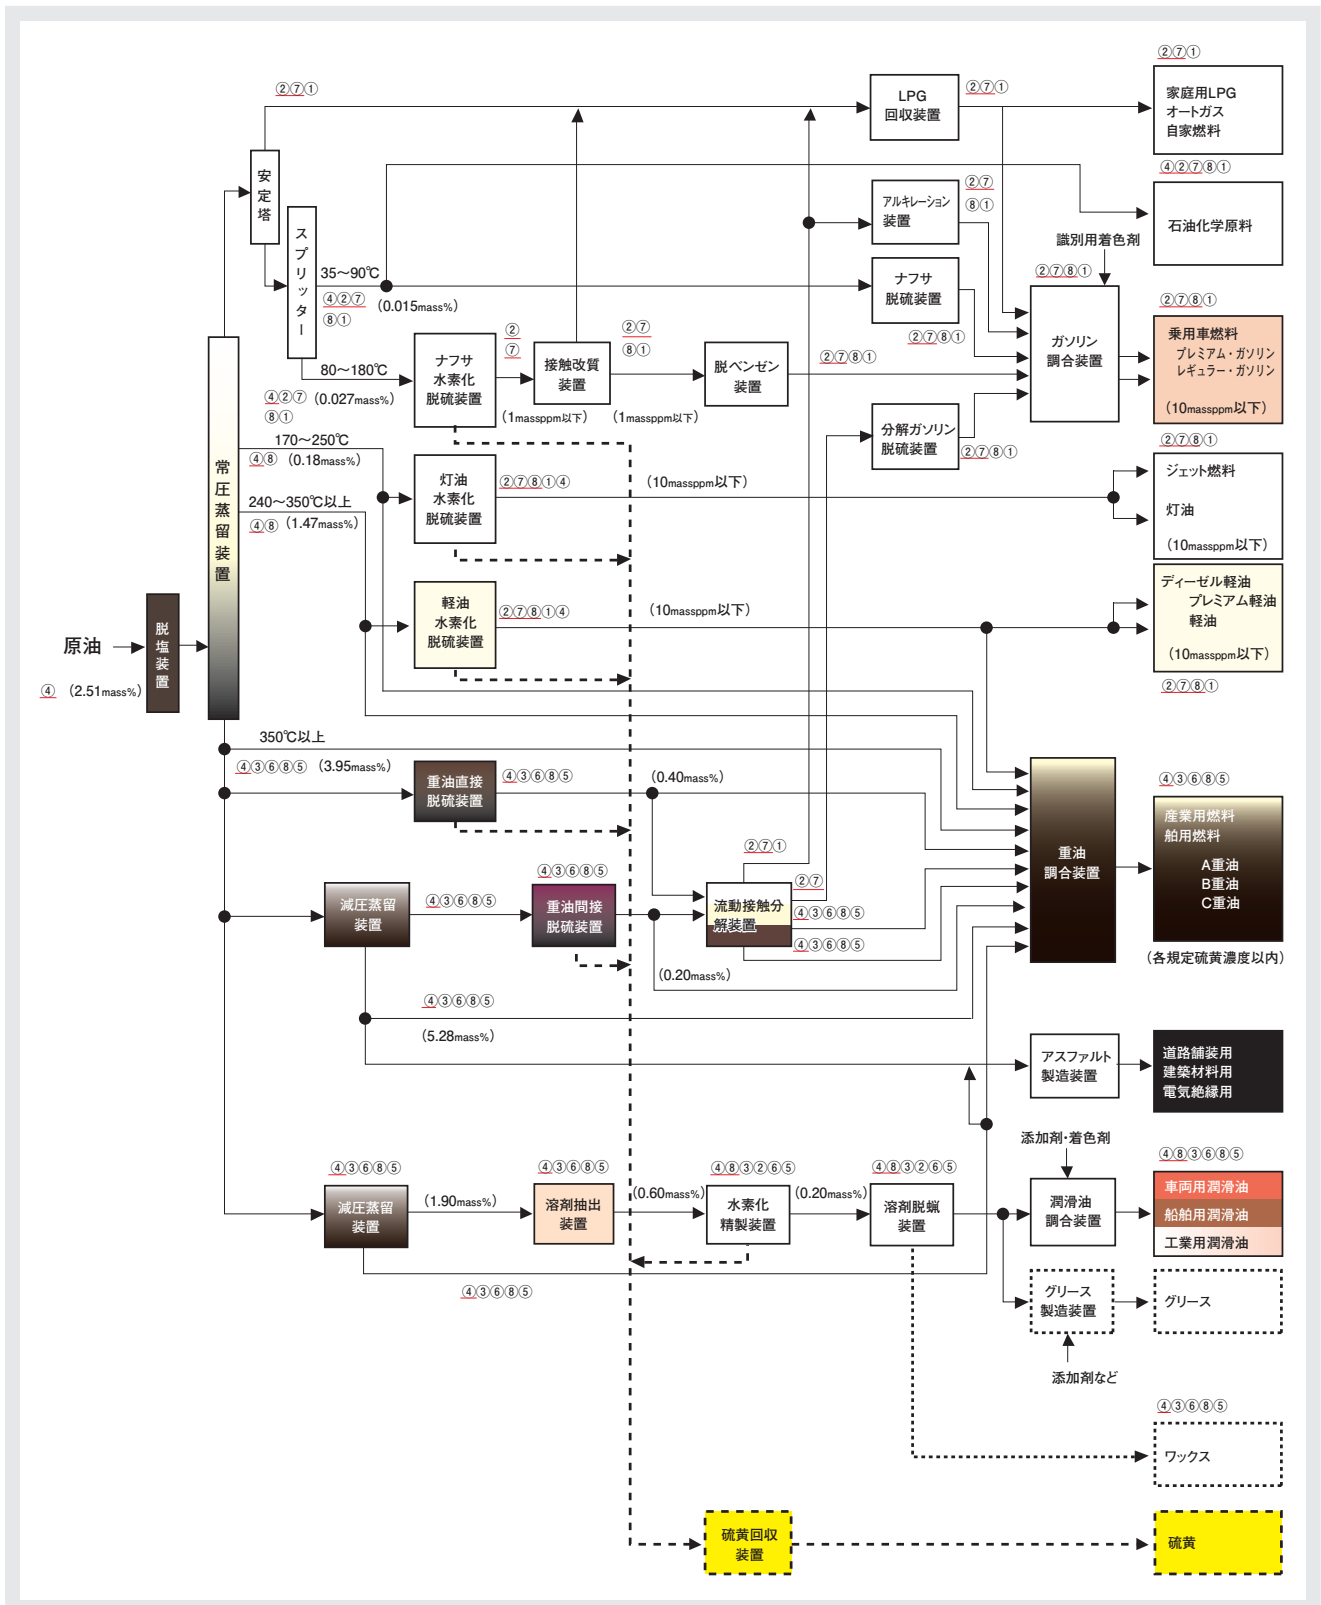 ②⑦①
②⑦①
②⑦①
LPG
回収装置
家庭用LPG
オートガス
自家燃料
安定塔
④②⑦⑧①
アルキレーション
装置
②⑦
⑧①
石油化学原料
スプリッター
識別用着色剤
35〜90℃
④②⑦
⑧①
(0.015mass%)
ナフサ
脱硫装置
②⑦⑧①
②⑦⑧①
ガソリン
調合装置
②⑦⑧①
乗用車燃料
プレミアム・ガソリン
レギュラー・ガソリン
(10massppm以下)
80〜180℃
④②⑦
⑧①
(0.027mass%)
ナフサ
水素化
脱硫装置
②
⑦
接触改質
装置
②⑦
⑧①
(1massppm以下)
(1massppm以下)
脱ベンゼン
装置
②⑦⑧①
分解ガソリン
脱硫装置
②⑦⑧①
170〜250℃
④⑧ (0.18mass%)
灯油
水素化
脱硫装置
②⑦⑧①④
(10massppm以下)
②⑦⑧①
ジェット燃料
灯油
(10massppm以下)
240〜350℃以上
④⑧ (1.47mass%)
常圧蒸留装置
軽油
水素化
脱硫装置
②⑦⑧①④
(10massppm以下)
ディーゼル軽油
プレミアム軽油
軽油
(10massppm以下)
②⑦⑧①
原油
④ (2.51mass%)
脱塩装置
350℃以上
④③⑥⑧⑤ (3.95mass%)
重油直接
脱硫装置
④③⑥⑧⑤
(0.40mass%)
重油
調合装置
④③⑥⑧⑤
産業用燃料
舶用燃料
A重油
B重油
C重油
(各規定硫黄濃度以内)
減圧蒸留
装置
④③⑥⑧⑤
④③⑥⑧⑤
重油間接
脱硫装置
②⑦①
流動接触分
解装置
②⑦
④③⑥⑧⑤
④③⑥⑧⑤
(0.20mass%)
④③⑥⑧⑤
(5.28mass%)
アスファルト
製造装置
道路舗装用
建築材料用
電気絶縁用
④③⑥⑧⑤
減圧蒸留
装置
(1.90mass%)
④③⑥⑧⑤
溶剤抽出
装置
(0.60mass%)
④⑧③②⑥⑤
水素化
精製装置
(0.20mass%)
④⑧③②⑥⑤
溶剤脱蝋
装置
添加剤・着色剤
潤滑油
調合装置
④⑧③⑥⑧⑤
車両用潤滑油
船舶用潤滑油
工業用潤滑油
④③⑥⑧⑤
グリース
製造装置
グリース
添加剤など
④③⑥⑧⑤
ワックス
硫黄回収
装置
硫黄